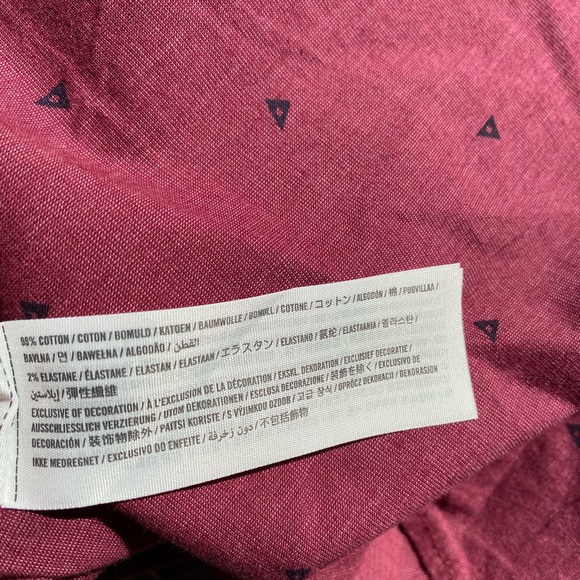 98% COTTON / COTON / BOMULD / KATOEN / BAUMWOLLE / BOMULL / COTONE / コットン / ALGODÓN / 棉 / PUUVILLAA /
BAVLNA / 면 / BAWEŁNA / ALGODÃO / القطن
2% ELASTANE / ÉLASTANE / ELASTAN / ELASTAAN / エラスタン / ELASTANO / 氨纶 / ELASTAANIA / 엘라스탄 /
إيلاستين / 彈性纖維
EXCLUSIVE OF DECORATION / À L'EXCLUSION DE LA DÉCORATION / EKSKL. DEKORATION / EXCLUSIEF DECORATIE /
AUSSCHLIESSLICH VERZIERUNG / UTOM DEKORATIONEN / ESCLUSA DECORAZIONE / 装飾を除く / EXCLUSIVO DE
DECORACIÓN / 装饰物除外 / PAITSI KORISTE / S VÝJIMKOU OZDOB / 고급 장식 / OPRÓCZ DEKORACJI / DEKORASJON
IKKE MEDREGNET / EXCLUSIVO DO ENFEITE / دون زخرفة / 不包括飾物